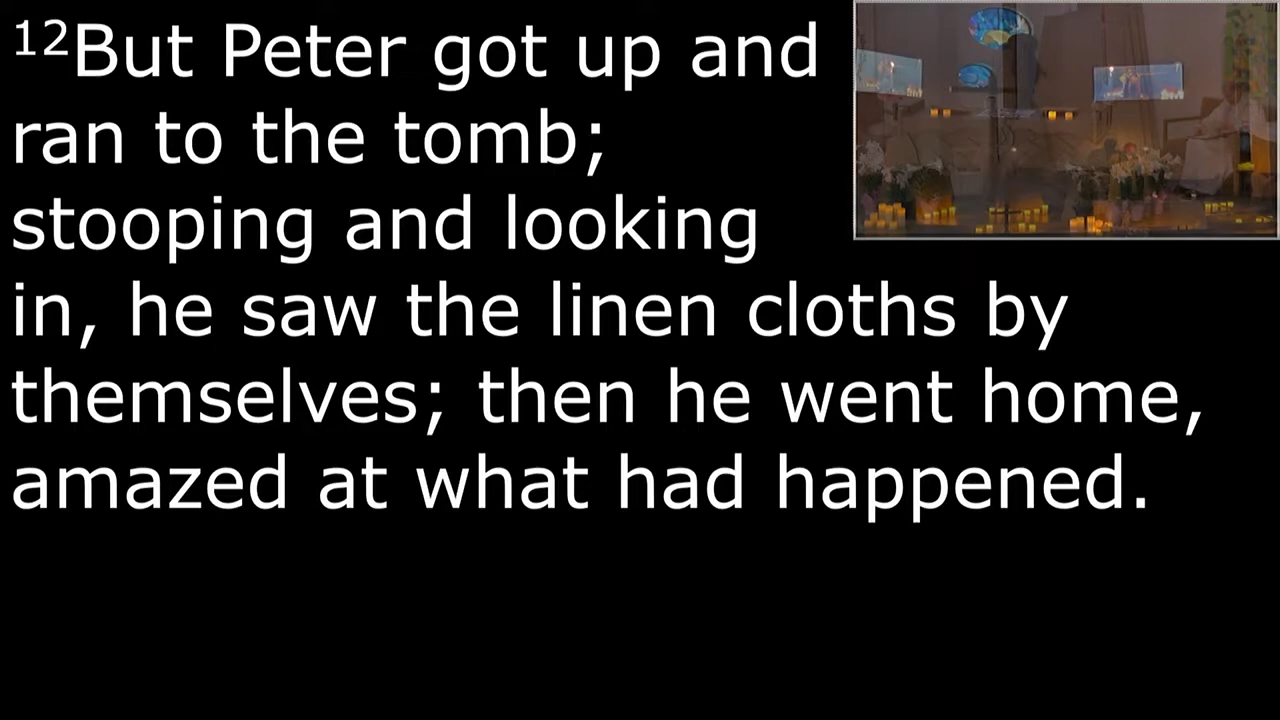 12But Peter got up and
ran to the tomb;
stooping and looking
in, he saw the linen cloths by
themselves; then he went home,
amazed at what had happened.